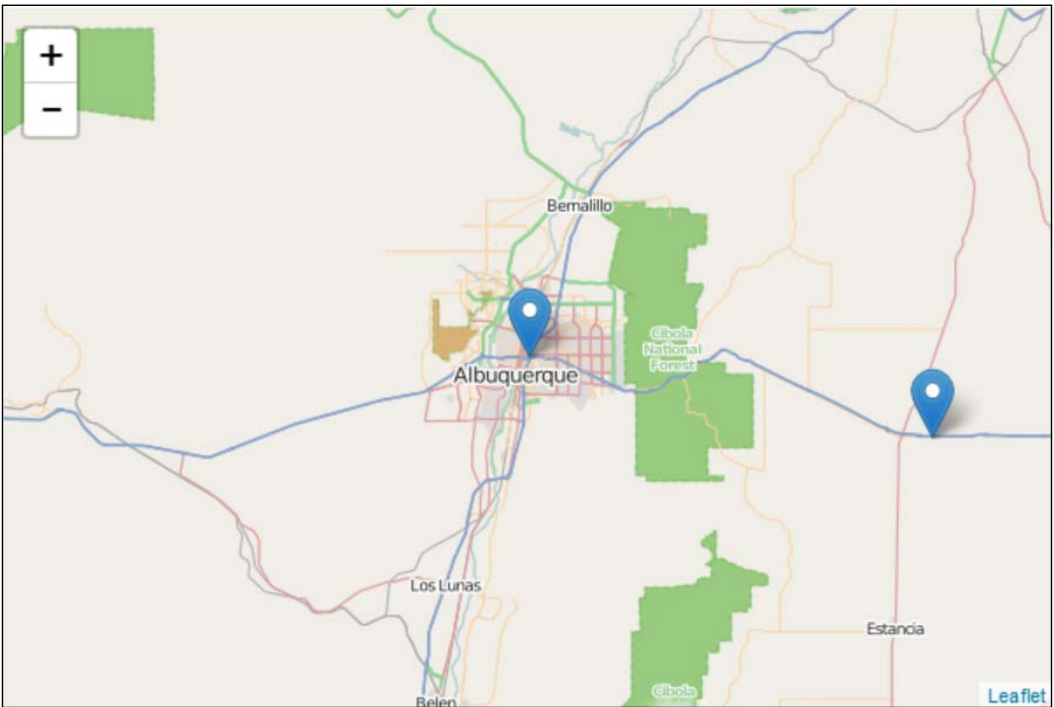 +
−
Bernalillo
Cibola
National
Forest
Albuquerque
Los Lunas
Estancia
Belen
Cibola
Leaflet